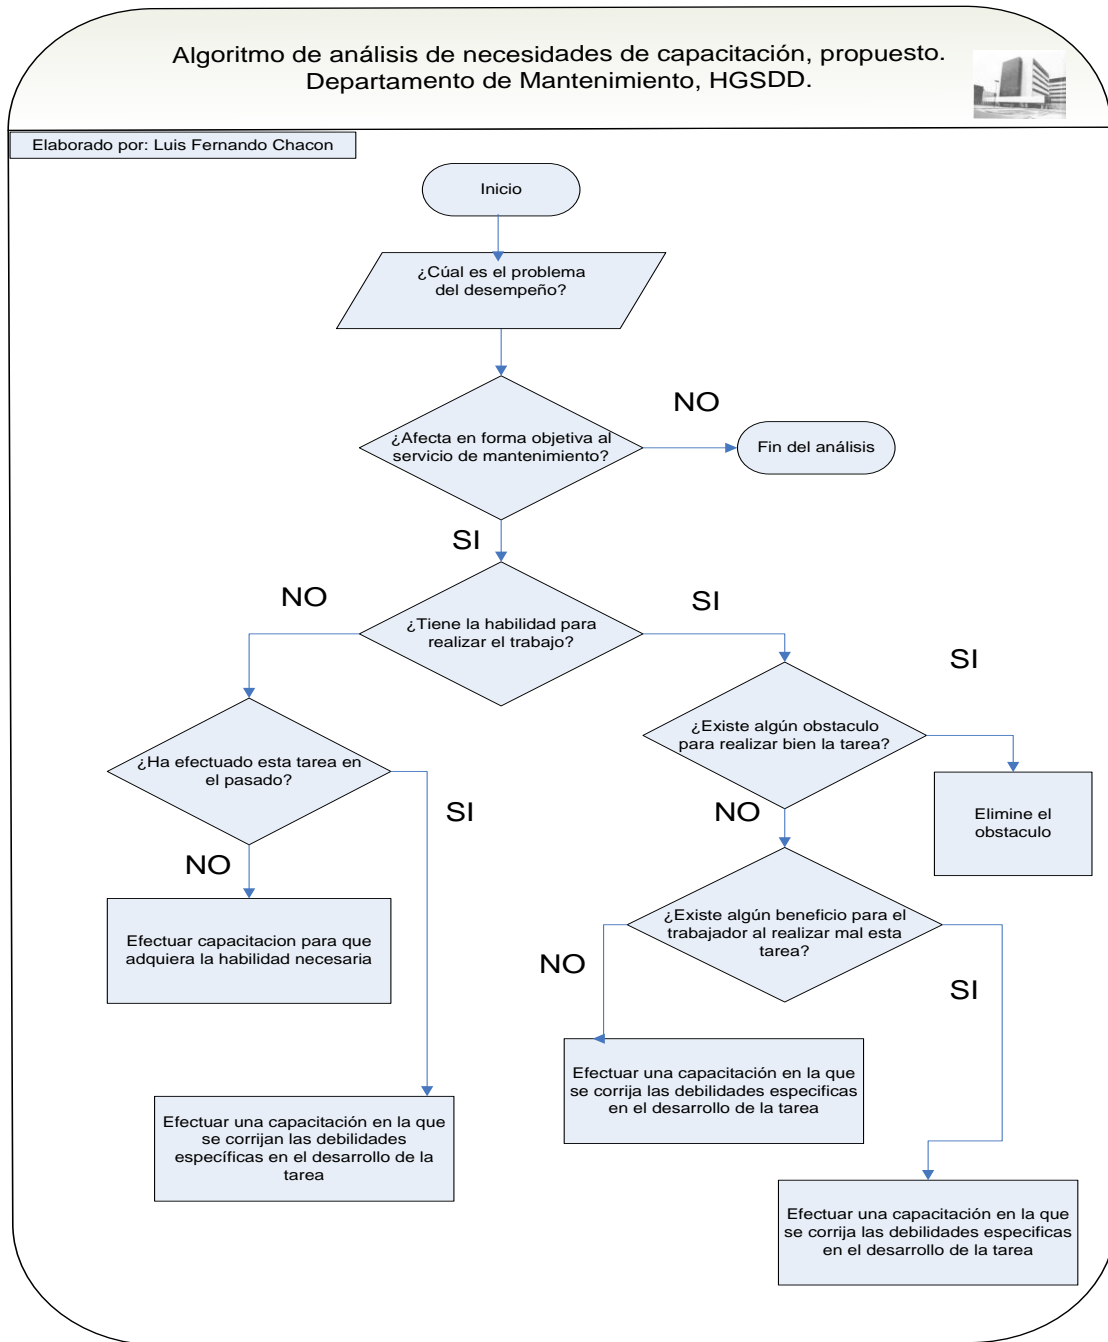 Algoritmo de análisis de necesidades de capacitación, propuesto.
Departamento de Mantenimiento, HGSDD.
Elaborado por: Luis Fernando Chacon
Inicio
¿Cúal es el problema
del desempeño?
NO
¿Afecta en forma objetiva al
servicio de mantenimiento?
Fin del análisis
SI
NO
SI
¿Tiene la habilidad para
realizar el trabajo?
SI
¿Existe algún obstaculo
para realizar bien la tarea?
¿Ha efectuado esta tarea en
el pasado?
SI
NO
Elimine el
obstaculo
NO
¿Existe algún beneficio para el
trabajador al realizar mal esta
tarea?
Efectuar capacitacion para que
adquiera la habilidad necesaria
NO
SI
Efectuar una capacitación en la que
se corrija las debilidades especificas
en el desarrollo de la tarea
Efectuar una capacitación en la que
se corrijan las debilidades
específicas en el desarrollo de la
tarea
Efectuar una capacitación en la que
se corrija las debilidades especificas
en el desarrollo de la tarea